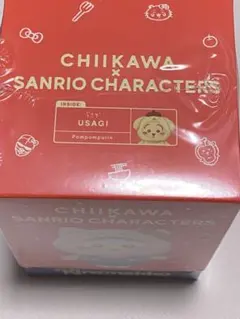 CHIIKAWA
×
SANRIO CHARACTERS
INSIDE:
USAGI
Pompompurin
CHIIKAWA
×
SANRIO CHARACTERS